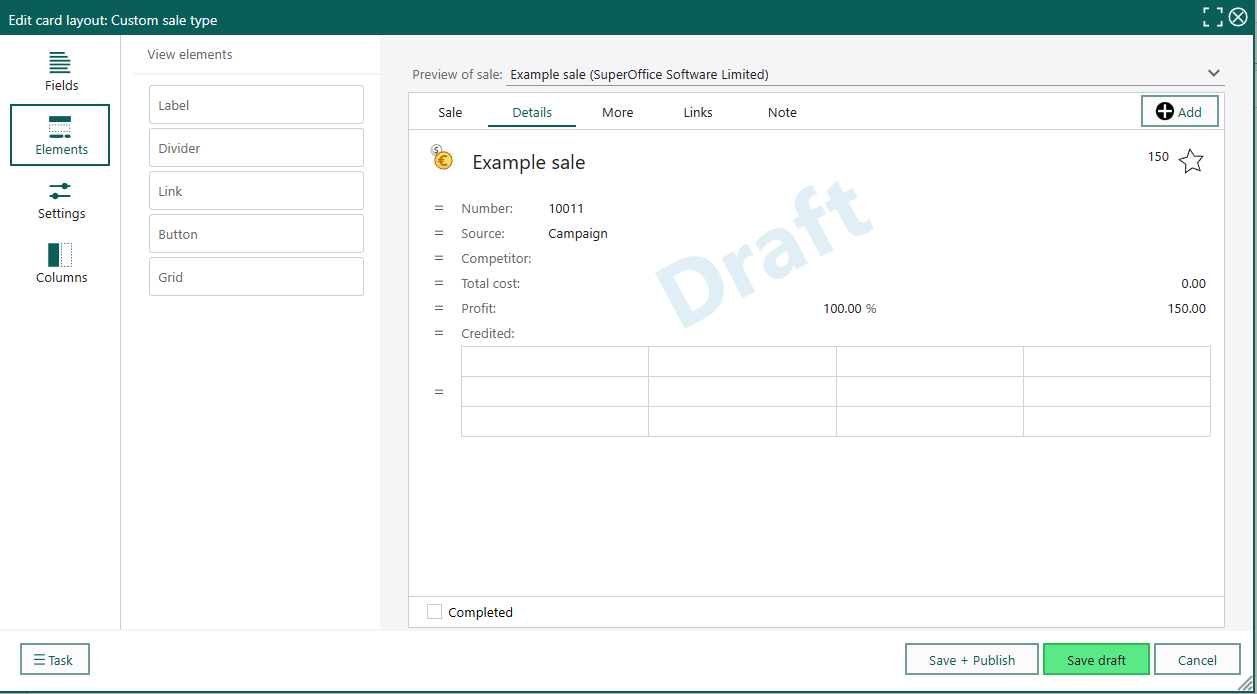 Edit card layout: Custom sale type
Fields
Elements
Settings
Columns
View elements
Label
Divider
Link
Button
Grid
Preview of sale: Example sale (SuperOffice Software Limited)
Sale Details More Links Note Add
Example sale 150
Number: 10011
Source: Campaign
Competitor:
Total cost: 0.00
Profit: 100.00 % 150.00
Credited:
Draft
Completed
Task Save + Publish Save draft Cancel